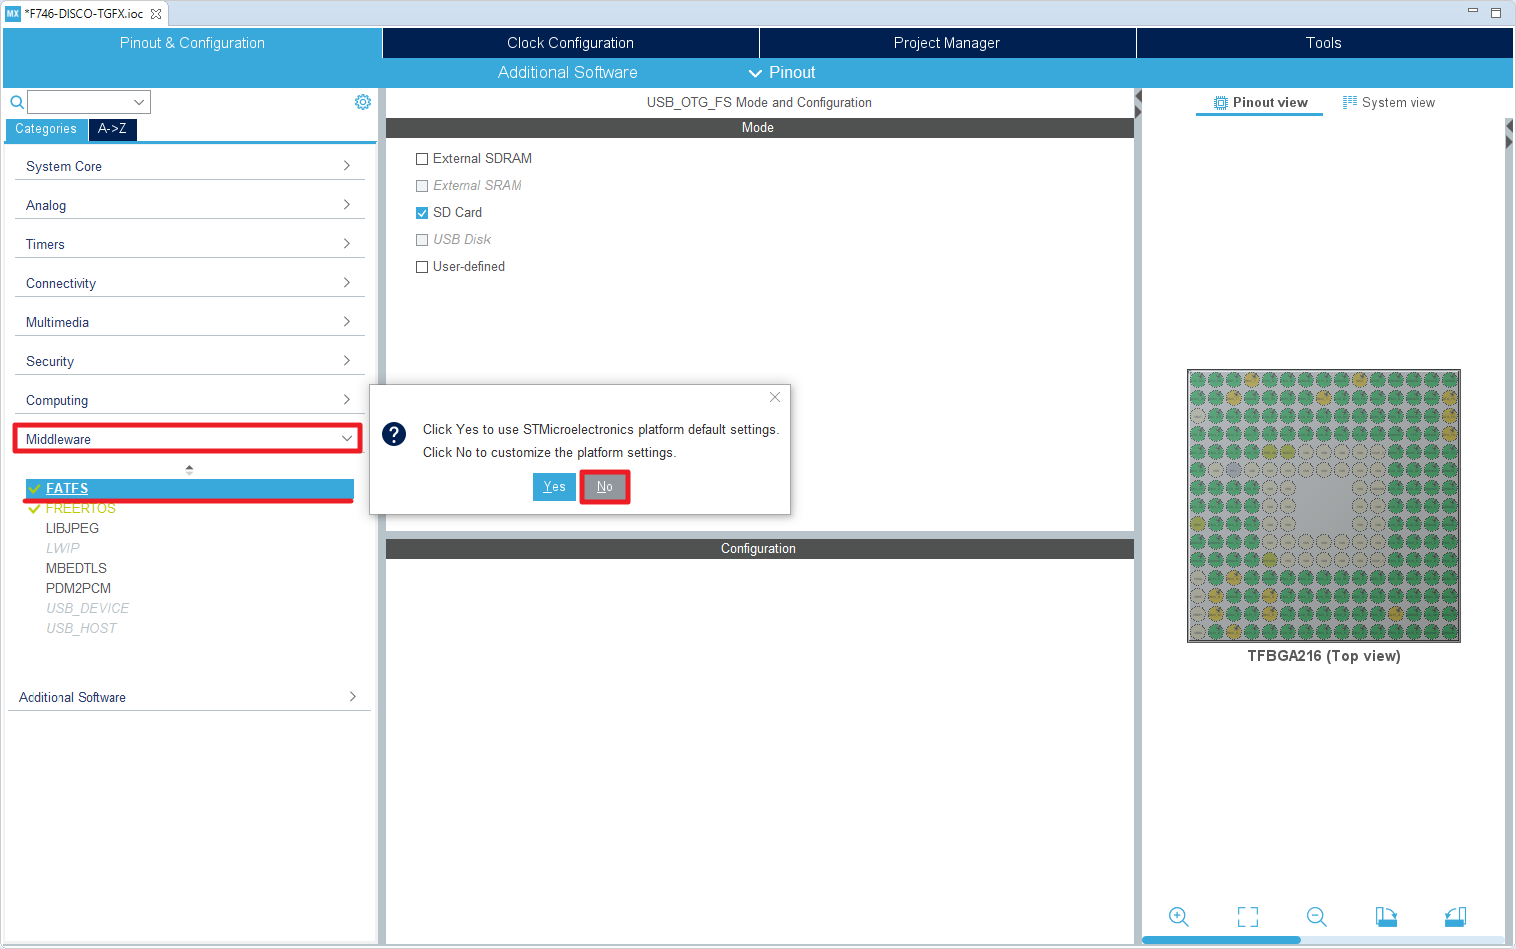 MX *F746-DISCO-TGFX.ioc
Pinout & Configuration
Clock Configuration
Project Manager
Tools
Additional Software
Pinout
Categories
A->Z
System Core
Analog
Timers
Connectivity
Multimedia
Security
Computing
Middleware
FATFS
FREERTOS
LIBJPEG
LWIP
MBEDTLS
PDM2PCM
USB_DEVICE
USB_HOST
Additional Software
USB_OTG_FS Mode and Configuration
Mode
External SDRAM
External SRAM
SD Card
USB Disk
User-defined
Click Yes to use STMicroelectronics platform default settings.
Click No to customize the platform settings.
Yes
No
Configuration
Pinout view
System view
TFBGA216 (Top view)